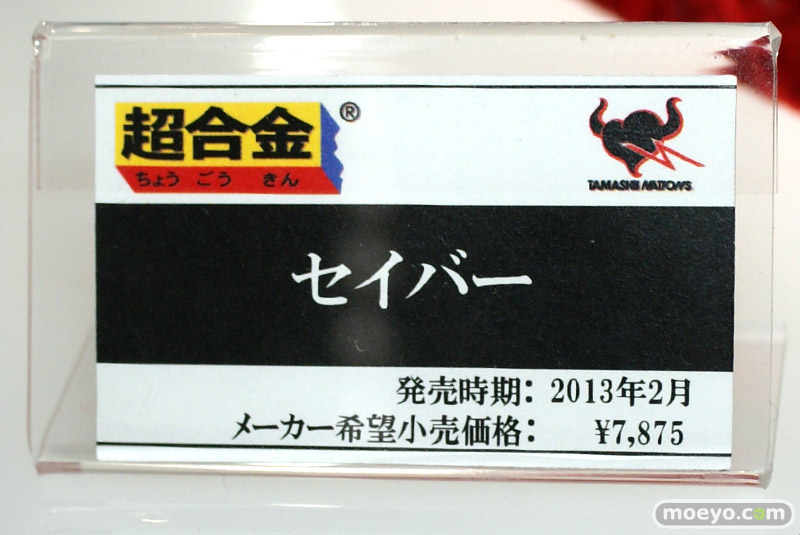 超合金®
ちょう ごう きん
TAMASHII NATIONS
セイバー
発売時期： 2013年2月
メーカー希望小売価格： ¥7,875
moeyo.com